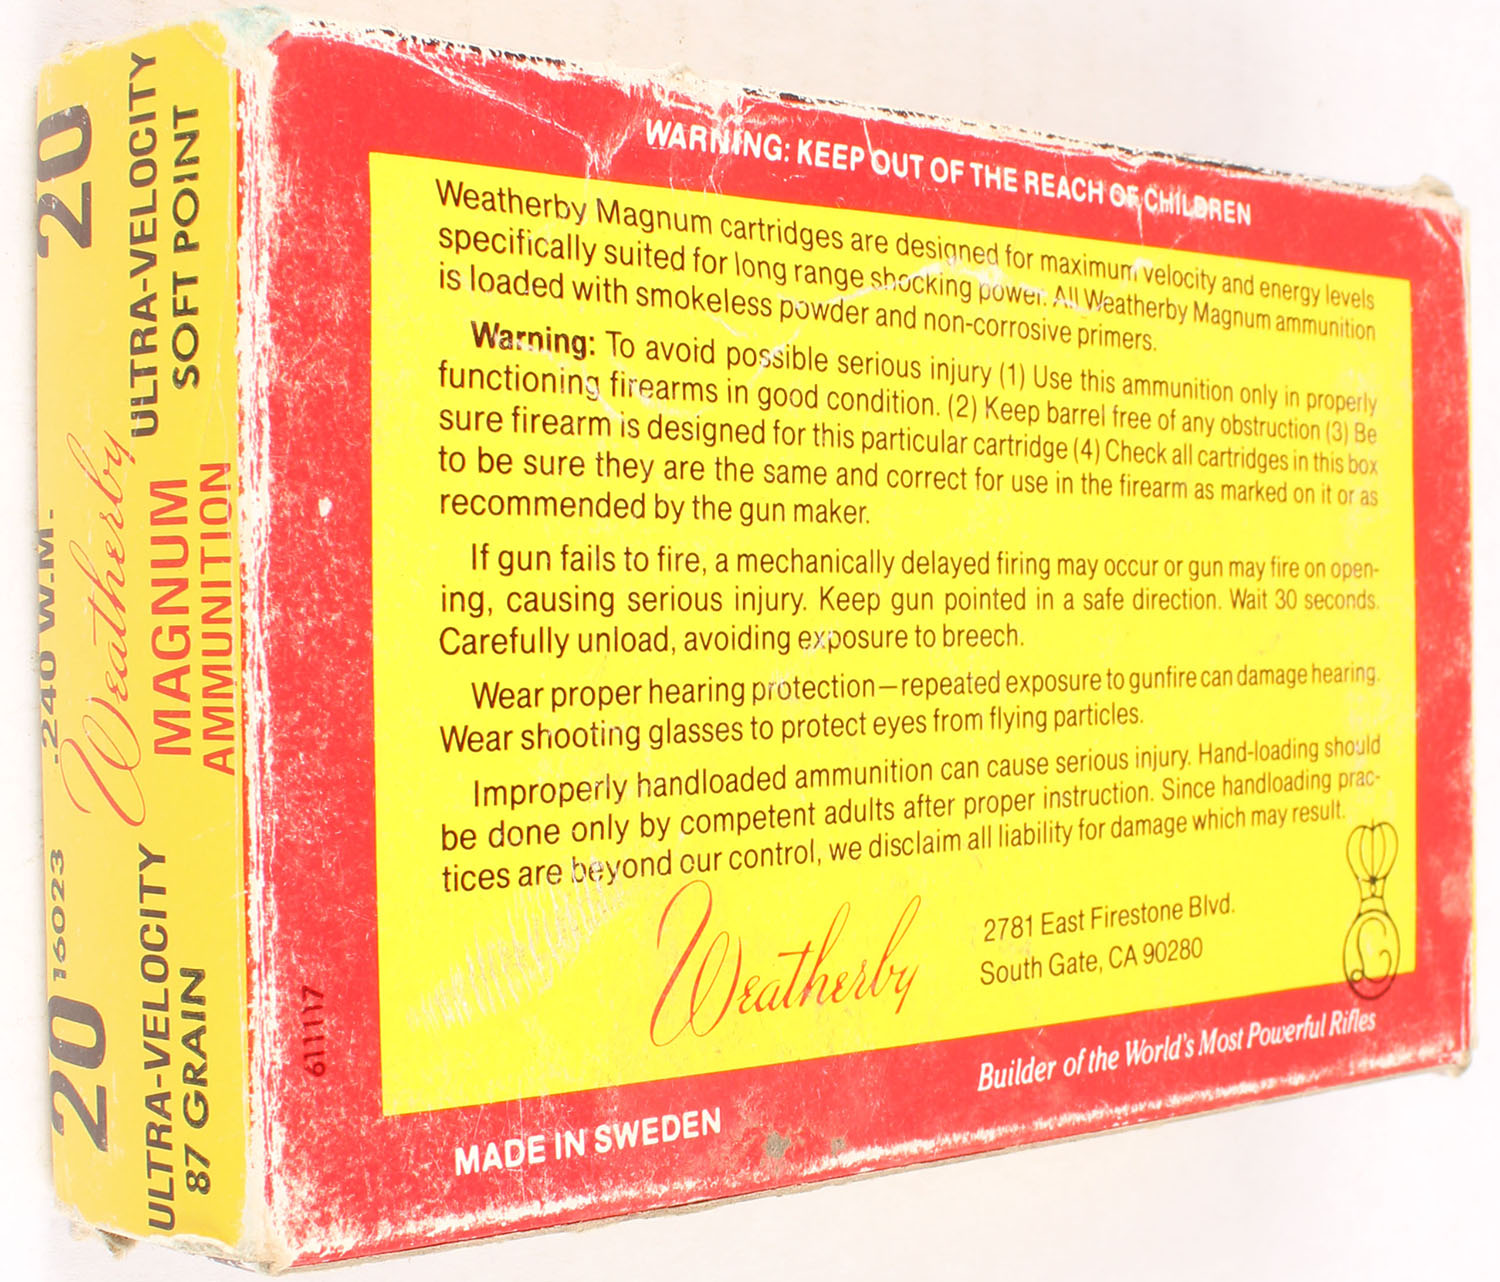 20 20
.240 W.M.
16023
Weatherby
ULTRA-VELOCITY ULTRA-VELOCITY
MAGNUM
87 GRAIN SOFT POINT
AMMUNITION
611117
WARNING: KEEP OUT OF THE REACH OF CHILDREN
Weatherby Magnum cartridges are designed for maximum velocity and energy levels
specifically suited for long range shocking power. All Weatherby Magnum ammunition
is loaded with smokeless powder and non-corrosive primers.
Warning: To avoid possible serious injury (1) Use this ammunition only in properly
functioning firearms in good condition. (2) Keep barrel free of any obstruction (3) Be
sure firearm is designed for this particular cartridge (4) Check all cartridges in this box
to be sure they are the same and correct for use in the firearm as marked on it or as
recommended by the gun maker.
If gun fails to fire, a mechanically delayed firing may occur or gun may fire on open-
ing, causing serious injury. Keep gun pointed in a safe direction. Wait 30 seconds.
Carefully unload, avoiding exposure to breech.
Wear proper hearing protection—repeated exposure to gunfire can damage hearing.
Wear shooting glasses to protect eyes from flying particles.
Improperly handloaded ammunition can cause serious injury. Hand-loading should
be done only by competent adults after proper instruction. Since handloading prac-
tices are beyond our control, we disclaim all liability for damage which may result.
Weatherby
2781 East Firestone Blvd.
South Gate, CA 90280
Builder of the World's Most Powerful Rifles
MADE IN SWEDEN